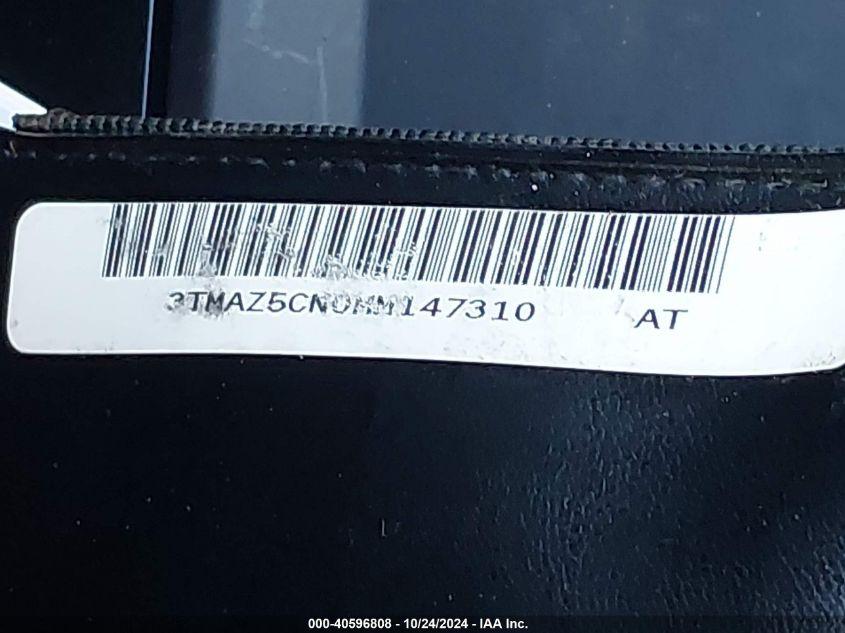 3TMAZ5CN0MM147310 AT
000-40596808 - 10/24/2024 - IAA Inc.